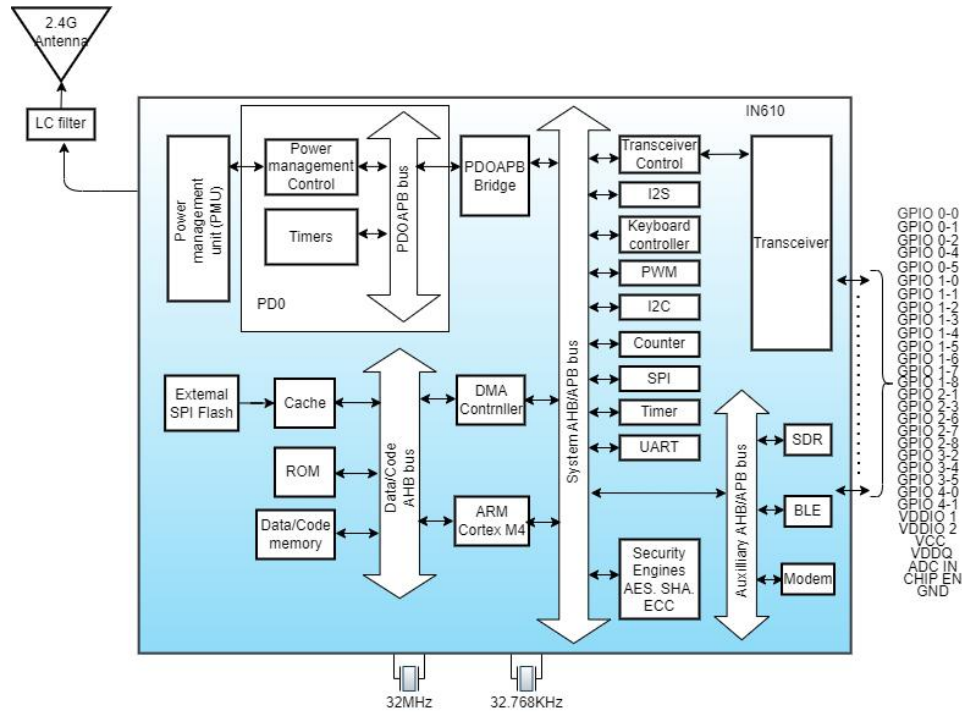 2.4G
Antenna
LC filter
IN610
Power
management
unit (PMU)
Power
management
Control
Timers
PD0
PDOAPB bus
PDOAPB
Bridge
System AHB/APB bus
Transceiver
Control
I2S
Keyboard
controller
PWM
I2C
Counter
SPI
Timer
UART
Transceiver
External
SPI Flash
Cache
ROM
Data/Code
memory
Data/Code
AHB bus
DMA
Contrnller
ARM
Cortex M4
Security
Engines
AES. SHA.
ECC
Auxilliary AHB/APB bus
SDR
BLE
Modem
GPIO 0-0
GPIO 0-1
GPIO 0-2
GPIO 0-4
GPIO 0-5
GPIO 1-0
GPIO 1-1
GPIO 1-2
GPIO 1-3
GPIO 1-4
GPIO 1-5
GPIO 1-6
GPIO 1-7
GPIO 1-8
GPIO 2-1
GPIO 2-3
GPIO 2-6
GPIO 2-7
GPIO 2-8
GPIO 3-2
GPIO 3-4
GPIO 3-5
GPIO 4-0
GPIO 4-1
VDDIO 1
VDDIO 2
VCC
VDDQ
ADC IN
CHIP EN
GND
32MHz
32.768KHz